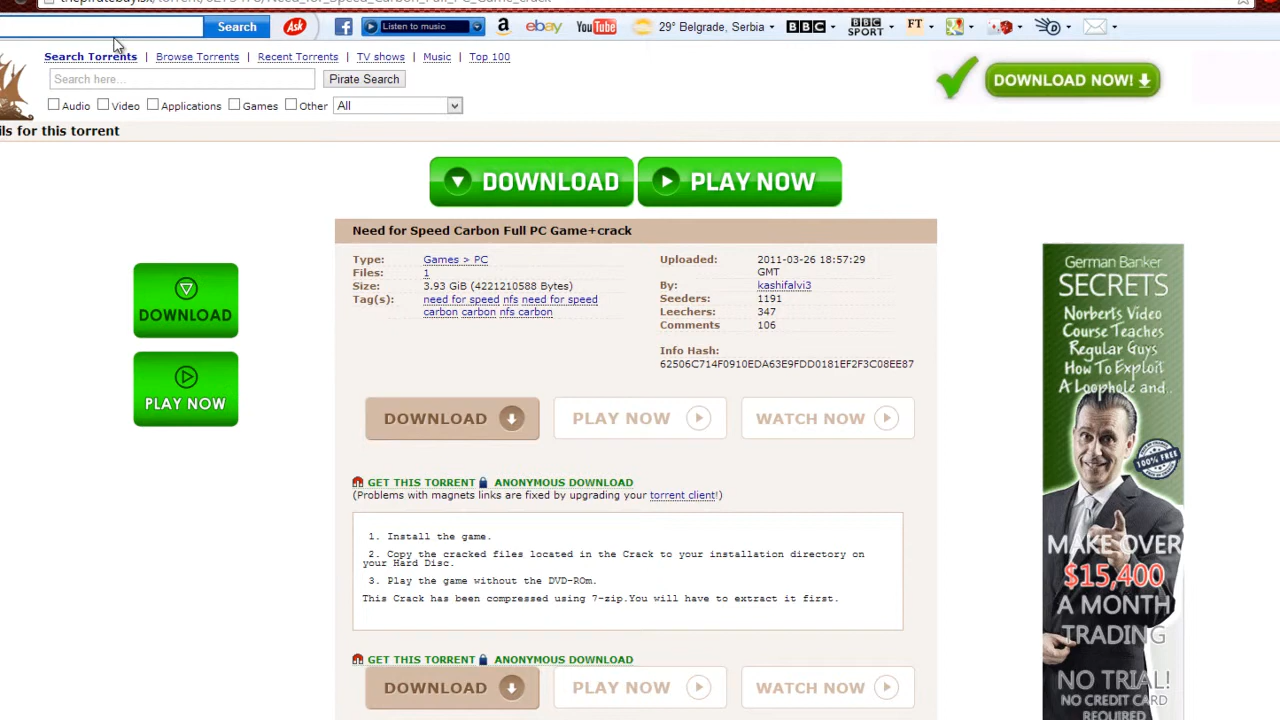 Search Ask Listen to music a ebay YouTube 29° Belgrade, Serbia BBC BBC SPORT FT
Search Torrents | Browse Torrents | Recent Torrents | TV shows | Music | Top 100
Search here... Pirate Search
Audio Video Applications Games Other All
DOWNLOAD NOW!
ils for this torrent
DOWNLOAD PLAY NOW
Need for Speed Carbon Full PC Game+crack
Type: Games > PC
Files: 1
Size: 3.93 GiB (4221210588 Bytes)
Tag(s): need for speed nfs need for speed
carbon carbon nfs carbon
Uploaded: 2011-03-26 18:57:29
GMT
By: kashifalvi3
Seeders: 1191
Leechers: 347
Comments 106
Info Hash:
62506C714F0910EDA63E9FDD0181EF2F3C08EE87
DOWNLOAD
PLAY NOW
DOWNLOAD PLAY NOW WATCH NOW
GET THIS TORRENT ANONYMOUS DOWNLOAD
(Problems with magnets links are fixed by upgrading your torrent client!)
1. Install the game.
2. Copy the cracked files located in the Crack to your installation directory on
your Hard Disc.
3. Play the game without the DVD-ROm.
This Crack has been compressed using 7-zip.You will have to extract it first.
GET THIS TORRENT ANONYMOUS DOWNLOAD
DOWNLOAD PLAY NOW WATCH NOW
German Banker
SECRETS
Norbert's Video
Course Teaches
Regular Guys
How To Exploit
A Loophole and..
100% FREE
MAKE OVER
$15,400
A MONTH
TRADING
NO TRIAL!
NO CREDIT CARD
REQUIRED